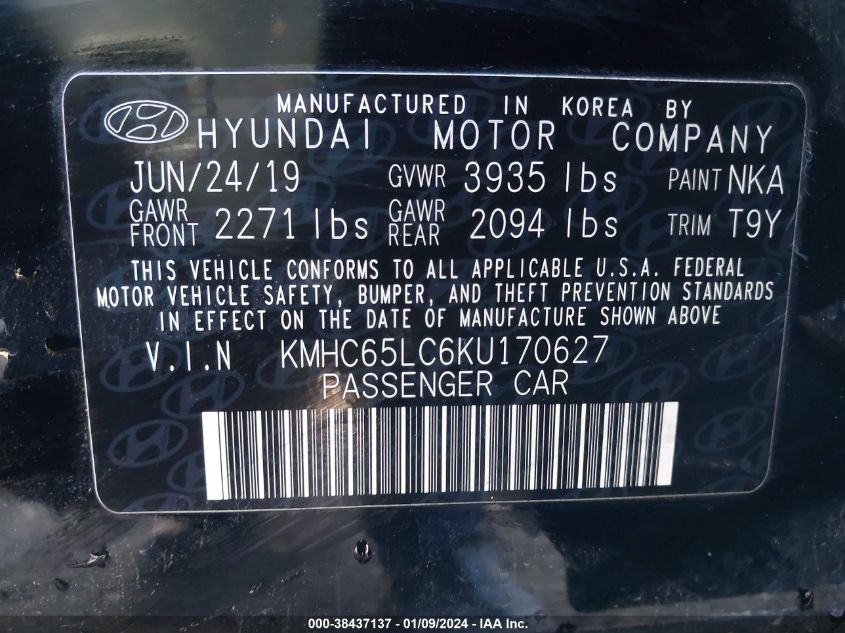 MANUFACTURED IN KOREA BY
HYUNDAI MOTOR COMPANY
JUN/24/19 GVWR 3935 lbs PAINT NKA
GAWR FRONT 2271 lbs GAWR REAR 2094 lbs TRIM T9Y
THIS VEHICLE CONFORMS TO ALL APPLICABLE U.S.A. FEDERAL
MOTOR VEHICLE SAFETY, BUMPER, AND THEFT PREVENTION STANDARDS
IN EFFECT ON THE DATE OF MANUFACTURE SHOWN ABOVE
V.I.N KMHC65LC6KU170627
PASSENGER CAR
000-38437137 - 01/09/2024 - IAA Inc.